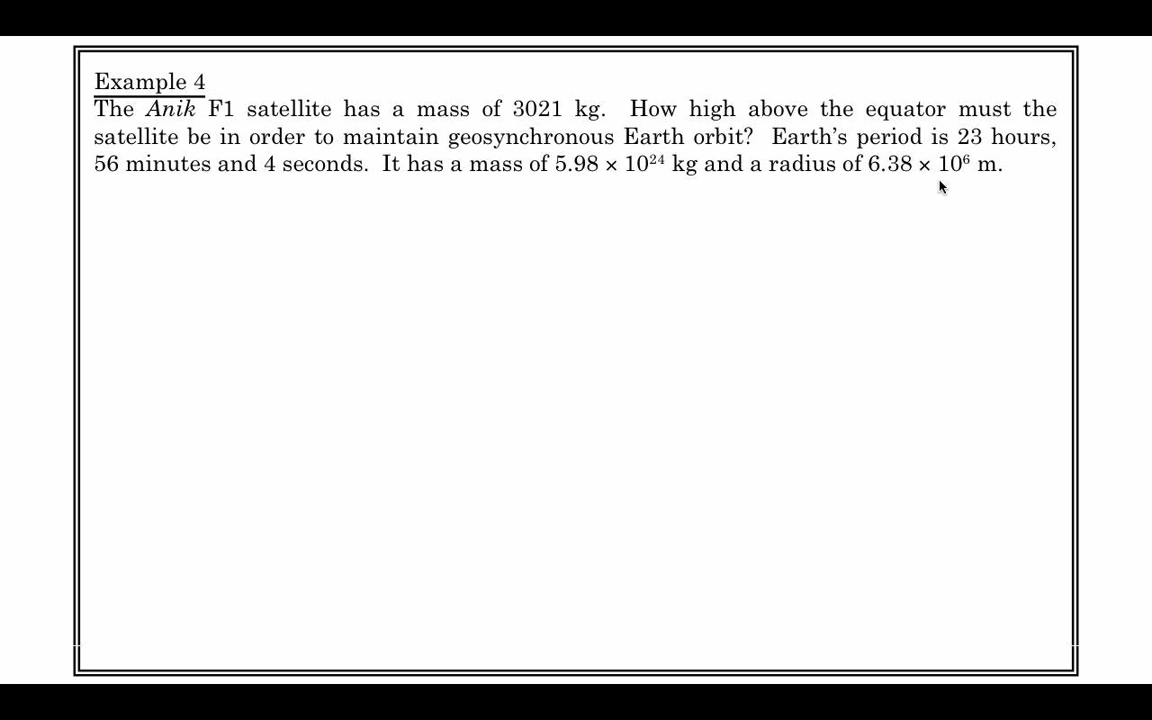 Example 4
The Anik F1 satellite has a mass of 3021 kg. How high above the equator must the
satellite be in order to maintain geosynchronous Earth orbit? Earth's period is 23 hours,
56 minutes and 4 seconds. It has a mass of 5.98 × 10²⁴ kg and a radius of 6.38 × 10⁶ m.